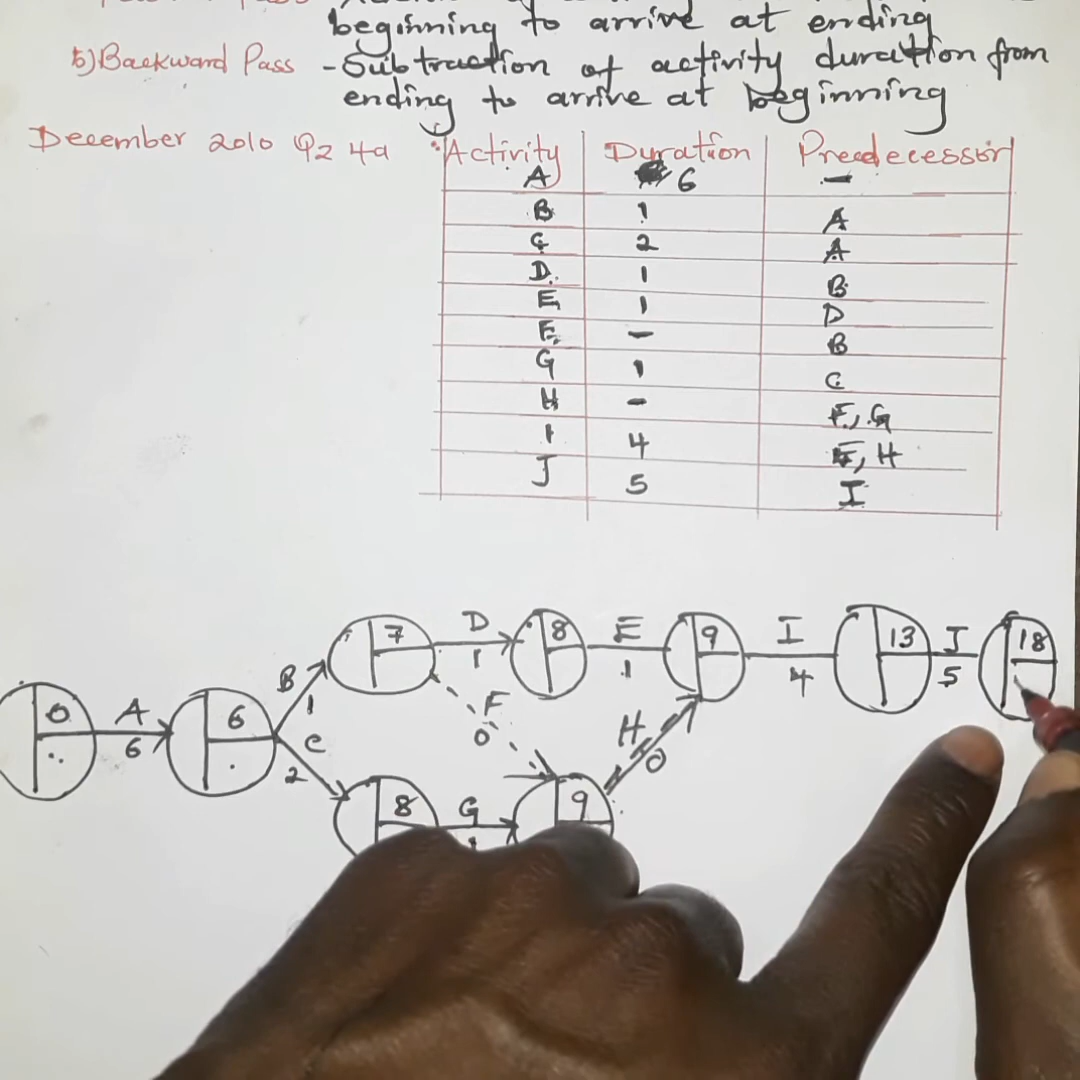 beginning to arrive at ending
b) Backward Pass - Subtraction of activity duration from
ending to arrive at beginning
December 2010 Q2 4a
Activity Duration Predecessor
A 6 -
B 1 A
C 2 A
D 1 B
E 1 D
F - B
G 1 C
H - F, G
I 4 E, H
J 5 I
0 A 6
6
B 1
C 2
7 D 1
8 E 1
9 I 4
13 J 5
18
F 0
H 0
8 G
9